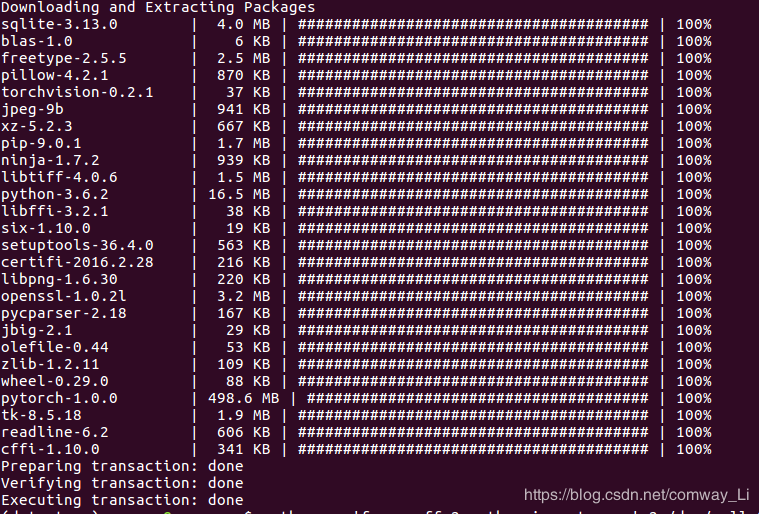 Downloading and Extracting Packages
sqlite-3.13.0        |   4.0 MB | ####################################### | 100%
blas-1.0             |     6 KB | ####################################### | 100%
freetype-2.5.5       |   2.5 MB | ####################################### | 100%
pillow-4.2.1         |   870 KB | ####################################### | 100%
torchvision-0.2.1    |    37 KB | ####################################### | 100%
jpeg-9b              |   941 KB | ####################################### | 100%
xz-5.2.3             |   667 KB | ####################################### | 100%
pip-9.0.1            |   1.7 MB | ####################################### | 100%
ninja-1.7.2          |   939 KB | ####################################### | 100%
libtiff-4.0.6        |   1.5 MB | ####################################### | 100%
python-3.6.2         |  16.5 MB | ####################################### | 100%
libffi-3.2.1         |    38 KB | ####################################### | 100%
six-1.10.0           |    19 KB | ####################################### | 100%
setuptools-36.4.0    |   563 KB | ####################################### | 100%
certifi-2016.2.28    |   216 KB | ####################################### | 100%
libpng-1.6.30        |   220 KB | ####################################### | 100%
openssl-1.0.2l       |   3.2 MB | ####################################### | 100%
pycparser-2.18       |   167 KB | ####################################### | 100%
jbig-2.1             |    29 KB | ####################################### | 100%
olefile-0.44         |    53 KB | ####################################### | 100%
zlib-1.2.11          |   109 KB | ####################################### | 100%
wheel-0.29.0         |    88 KB | ####################################### | 100%
pytorch-1.0.0        | 498.6 MB |  ###################################### | 100%
tk-8.5.18            |   1.9 MB | ####################################### | 100%
readline-6.2         |   606 KB | ####################################### | 100%
cffi-1.10.0          |   341 KB | ####################################### | 100%
Preparing transaction: done
Verifying transaction: done
Executing transaction: done
https://blog.csdn.net/comway_Li